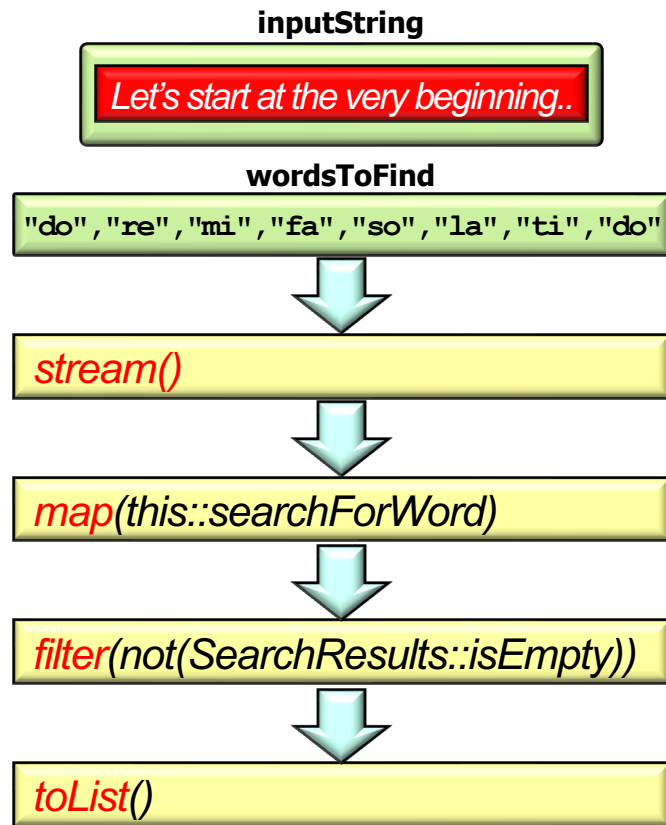 inputString
Let's start at the very beginning..
wordsToFind
"do","re","mi","fa","so","la","ti","do"
stream()
map(this::searchForWord)
filter(not(SearchResults::isEmpty))
toList()